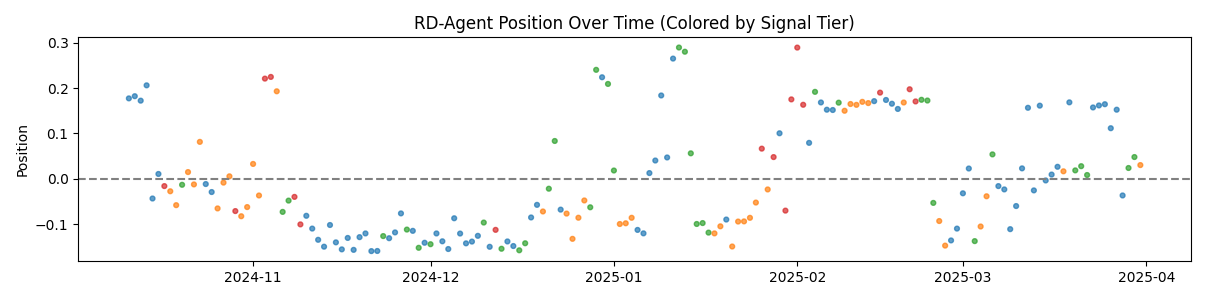 RD-Agent Position Over Time (Colored by Signal Tier)
Position
0.3
0.2
0.1
0.0
−0.1
2024-11 2024-12 2025-01 2025-02 2025-03 2025-04